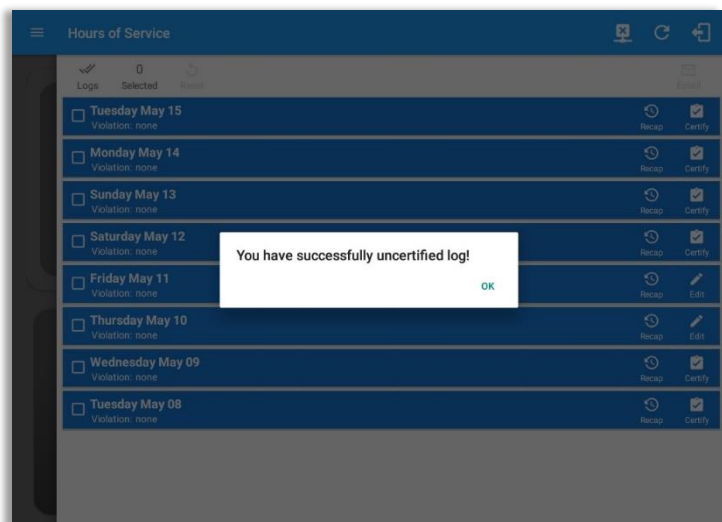 Hours of Service
Logs
0
Selected
Reset
Email
Tuesday May 15
Violation: none
Recap
Certify
Monday May 14
Violation: none
Recap
Certify
Sunday May 13
Violation: none
Recap
Certify
Saturday May 12
Violation: none
Recap
Certify
You have successfully uncertified log!
OK
Friday May 11
Violation: none
Recap
Edit
Thursday May 10
Violation: none
Recap
Edit
Wednesday May 09
Violation: none
Recap
Certify
Tuesday May 08
Violation: none
Recap
Certify